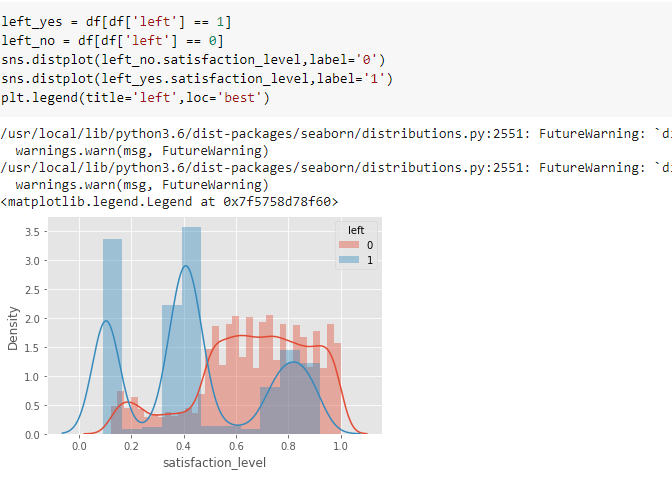 left_yes = df[df['left'] == 1]
left_no = df[df['left'] == 0]
sns.distplot(left_no.satisfaction_level,label='0')
sns.distplot(left_yes.satisfaction_level,label='1')
plt.legend(title='left',loc='best')
/usr/local/lib/python3.6/dist-packages/seaborn/distributions.py:2551: FutureWarning: `di
warnings.warn(msg, FutureWarning)
/usr/local/lib/python3.6/dist-packages/seaborn/distributions.py:2551: FutureWarning: `di
warnings.warn(msg, FutureWarning)
<matplotlib.legend.Legend at 0x7f5758d78f60>
left
0
1
3.5
3.0
2.5
2.0
1.5
1.0
0.5
0.0
Density
0.0 0.2 0.4 0.6 0.8 1.0
satisfaction_level